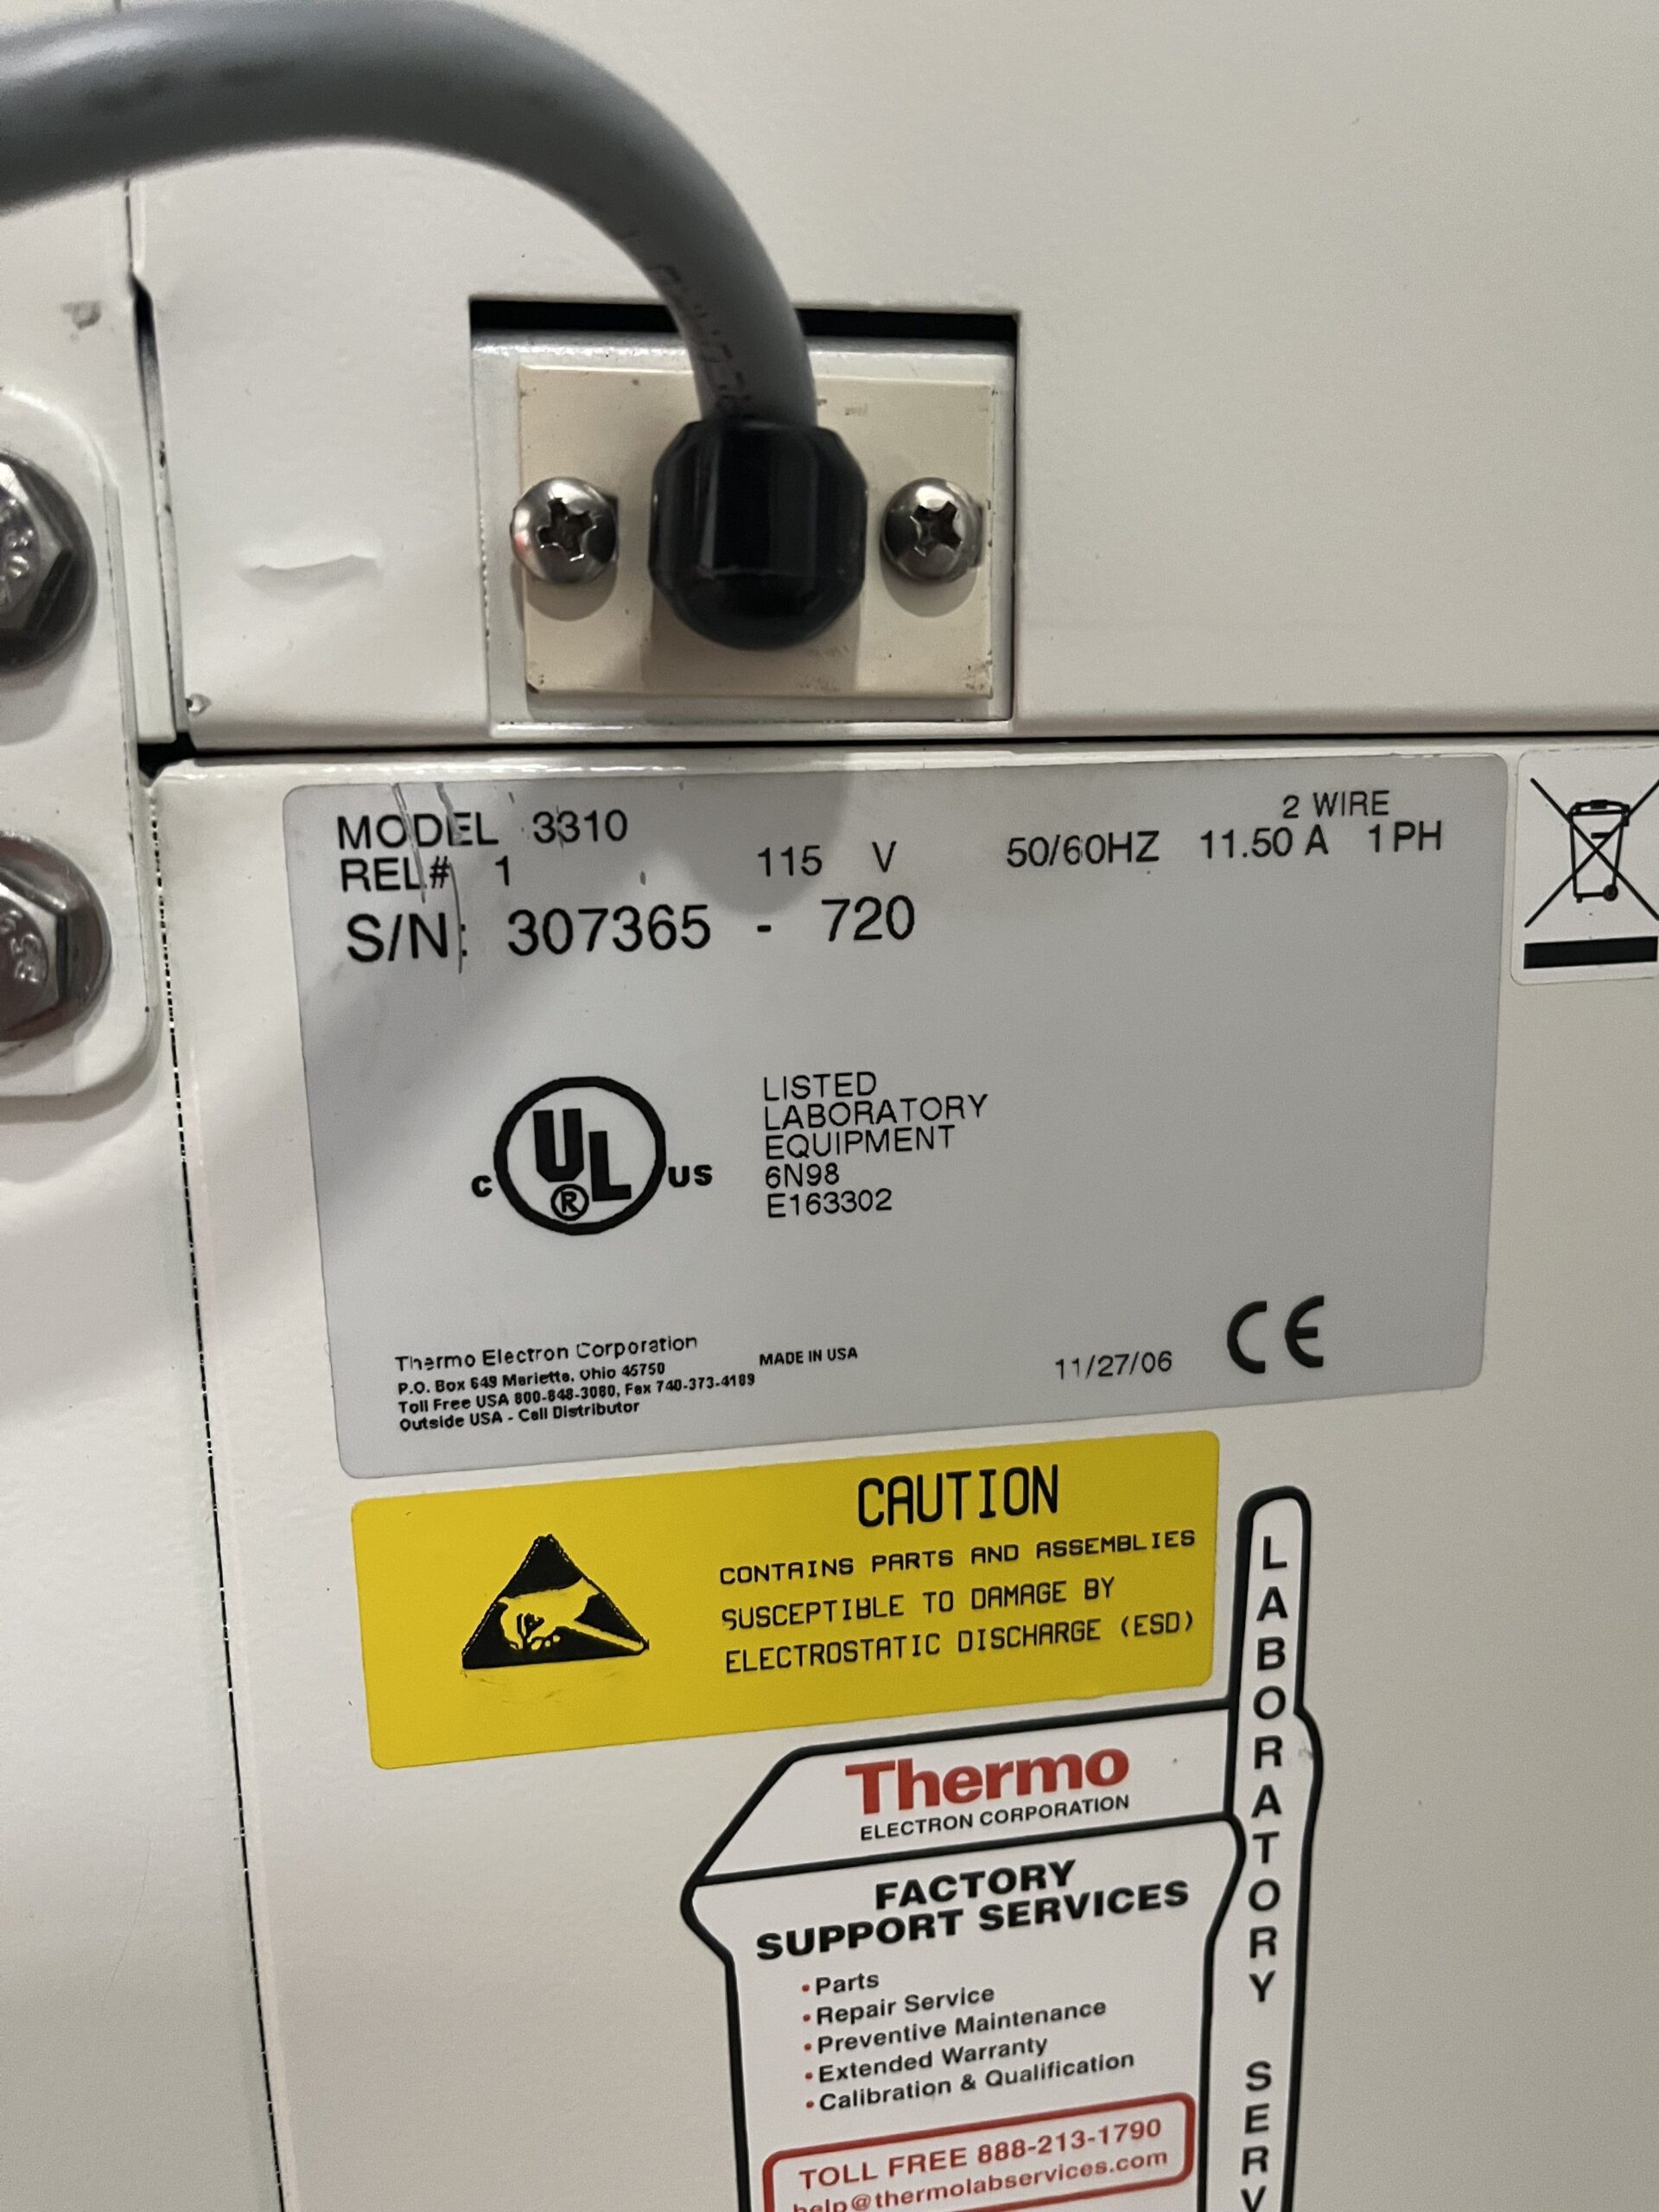 MODEL 3310
2 WIRE
REL# 1 115 V 50/60HZ 11.50 A 1PH
S/N: 307365 - 720
C UL® US
LISTED
LABORATORY
EQUIPMENT
6N98
E163302
Thermo Electron Corporation
P.O. Box 649 Marietta, Ohio 45750
Toll Free USA 800-848-3080, Fax 740-373-4189
Outside USA - Call Distributor
MADE IN USA
11/27/06
CE
CAUTION
CONTAINS PARTS AND ASSEMBLIES
SUSCEPTIBLE TO DAMAGE BY
ELECTROSTATIC DISCHARGE (ESD)
Thermo
ELECTRON CORPORATION
FACTORY
SUPPORT SERVICES
• Parts
• Repair Service
• Preventive Maintenance
• Extended Warranty
• Calibration & Qualification
TOLL FREE 888-213-1790
help@thermolabservices.com
LABORATORY SERV